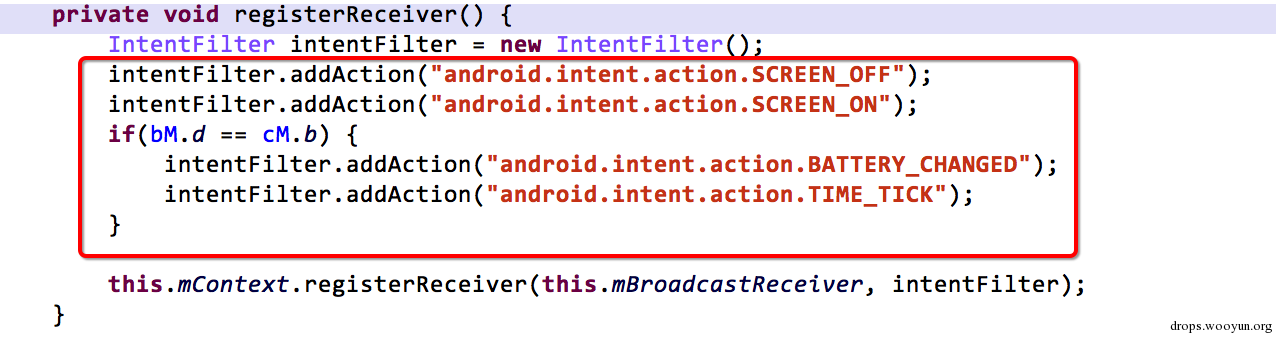 private void registerReceiver() {
    IntentFilter intentFilter = new IntentFilter();
    intentFilter.addAction("android.intent.action.SCREEN_OFF");
    intentFilter.addAction("android.intent.action.SCREEN_ON");
    if(bM.d == cM.b) {
        intentFilter.addAction("android.intent.action.BATTERY_CHANGED");
        intentFilter.addAction("android.intent.action.TIME_TICK");
    }
    this.mContext.registerReceiver(this.mBroadcastReceiver, intentFilter);
}
drops.wooyun.org